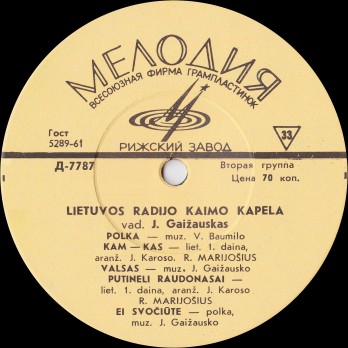 МЕЛОДИЯ
ВСЕСОЮЗНАЯ ФИРМА ГРАМПЛАСТИНОК
Гост
5289-61
33
РИЖСКИЙ ЗАВОД
Д-7787
Вторая группа
Цена 70 коп.
LIETUVOS RADIJO KAIMO KAPELA
vad. J. Gaižauskas
POLKA — muz. V. Baumilo
KAM — KAS — liet. l. daina,
aranž. J. Karoso. R. MARIJOŠIUS
VALSAS — muz. J. Gaižausko
PUTINELI RAUDONASAI —
liet. l. daina, aranž. J. Karoso
R. MARIJOŠIUS
EI SVOČIŪTE — polka,
muz. J. Gaižausko